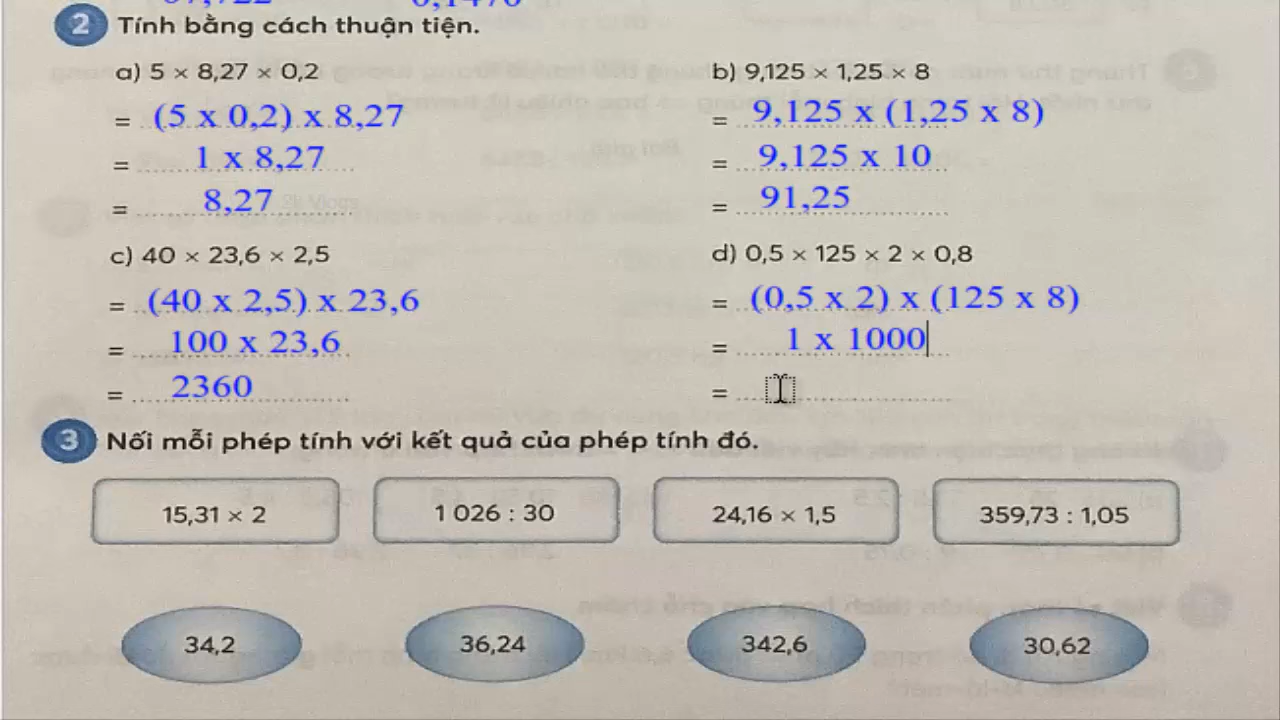 2 Tính bằng cách thuận tiện.
a) 5 × 8,27 × 0,2
= (5 x 0,2) x 8,27
= 1 x 8,27
= 8,27
b) 9,125 × 1,25 × 8
= 9,125 x (1,25 x 8)
= 9,125 x 10
= 91,25
c) 40 × 23,6 × 2,5
= (40 x 2,5) x 23,6
= 100 x 23,6
= 2360
d) 0,5 × 125 × 2 × 0,8
= (0,5 x 2) x (125 x 8)
= 1 x 1000
=
3 Nối mỗi phép tính với kết quả của phép tính đó.
15,31 × 2 1 026 : 30 24,16 × 1,5 359,73 : 1,05
34,2 36,24 342,6 30,62